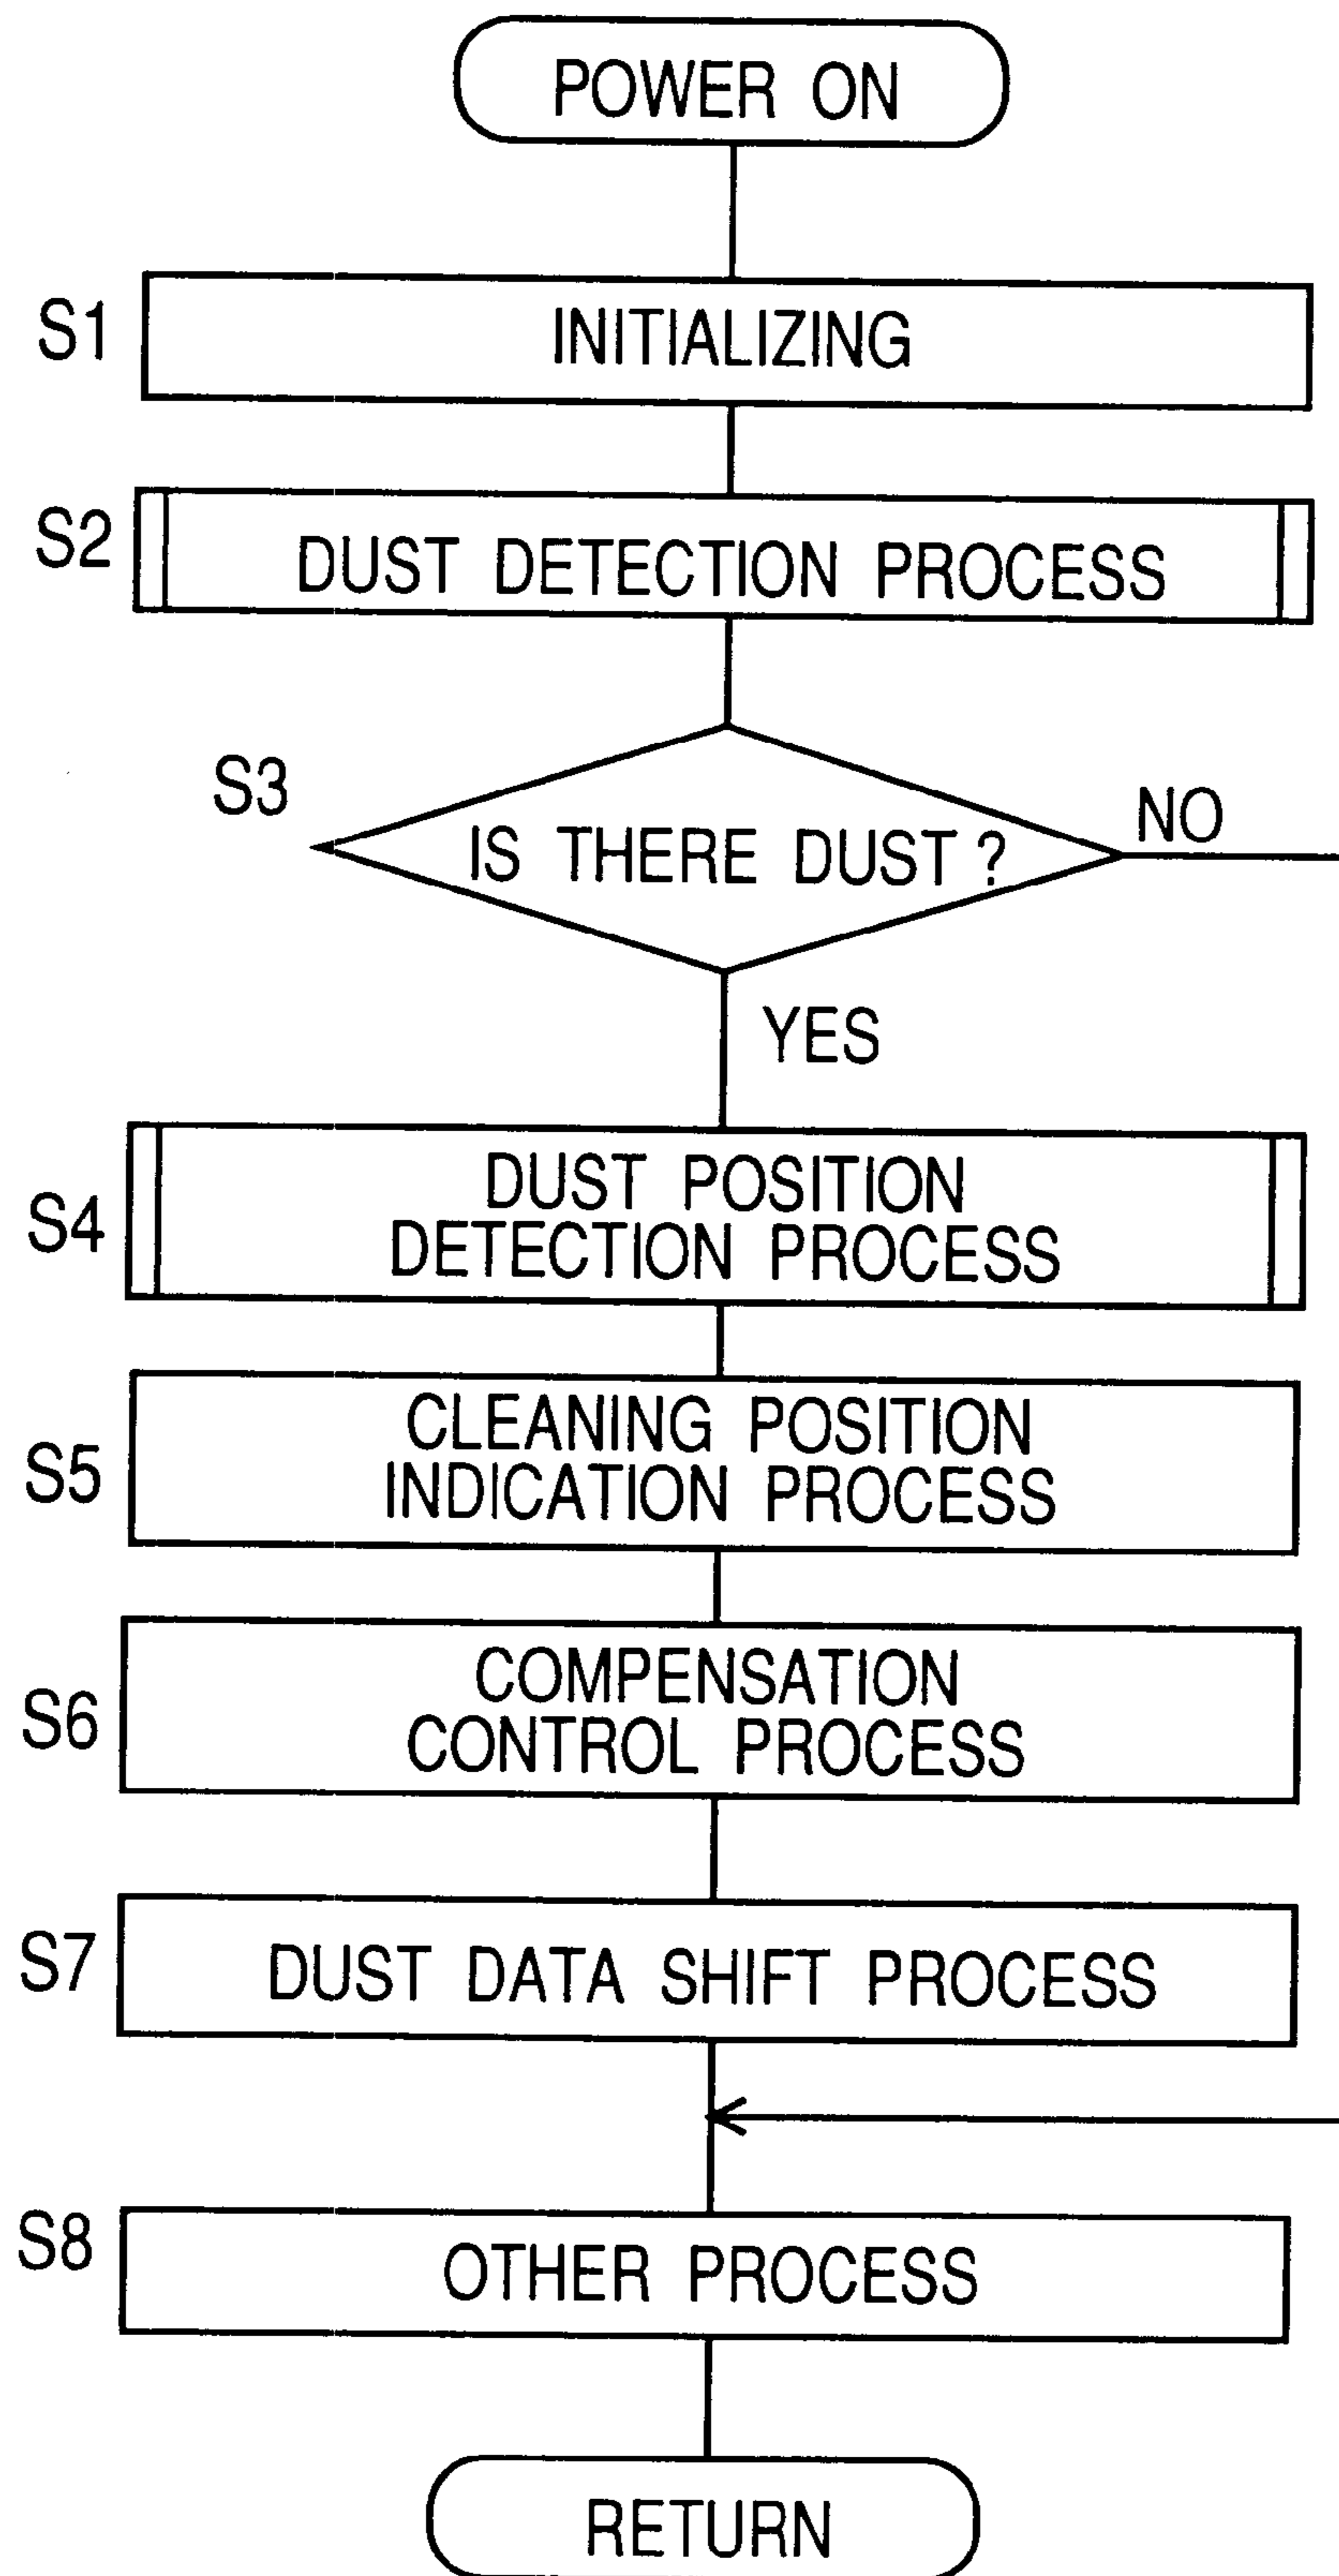 POWER ON
S1
INITIALIZING
S2
DUST DETECTION PROCESS
S3
IS THERE DUST ?
NO
YES
S4
DUST POSITION
DETECTION PROCESS
S5
CLEANING POSITION
INDICATION PROCESS
S6
COMPENSATION
CONTROL PROCESS
S7
DUST DATA SHIFT PROCESS
S8
OTHER PROCESS
RETURN